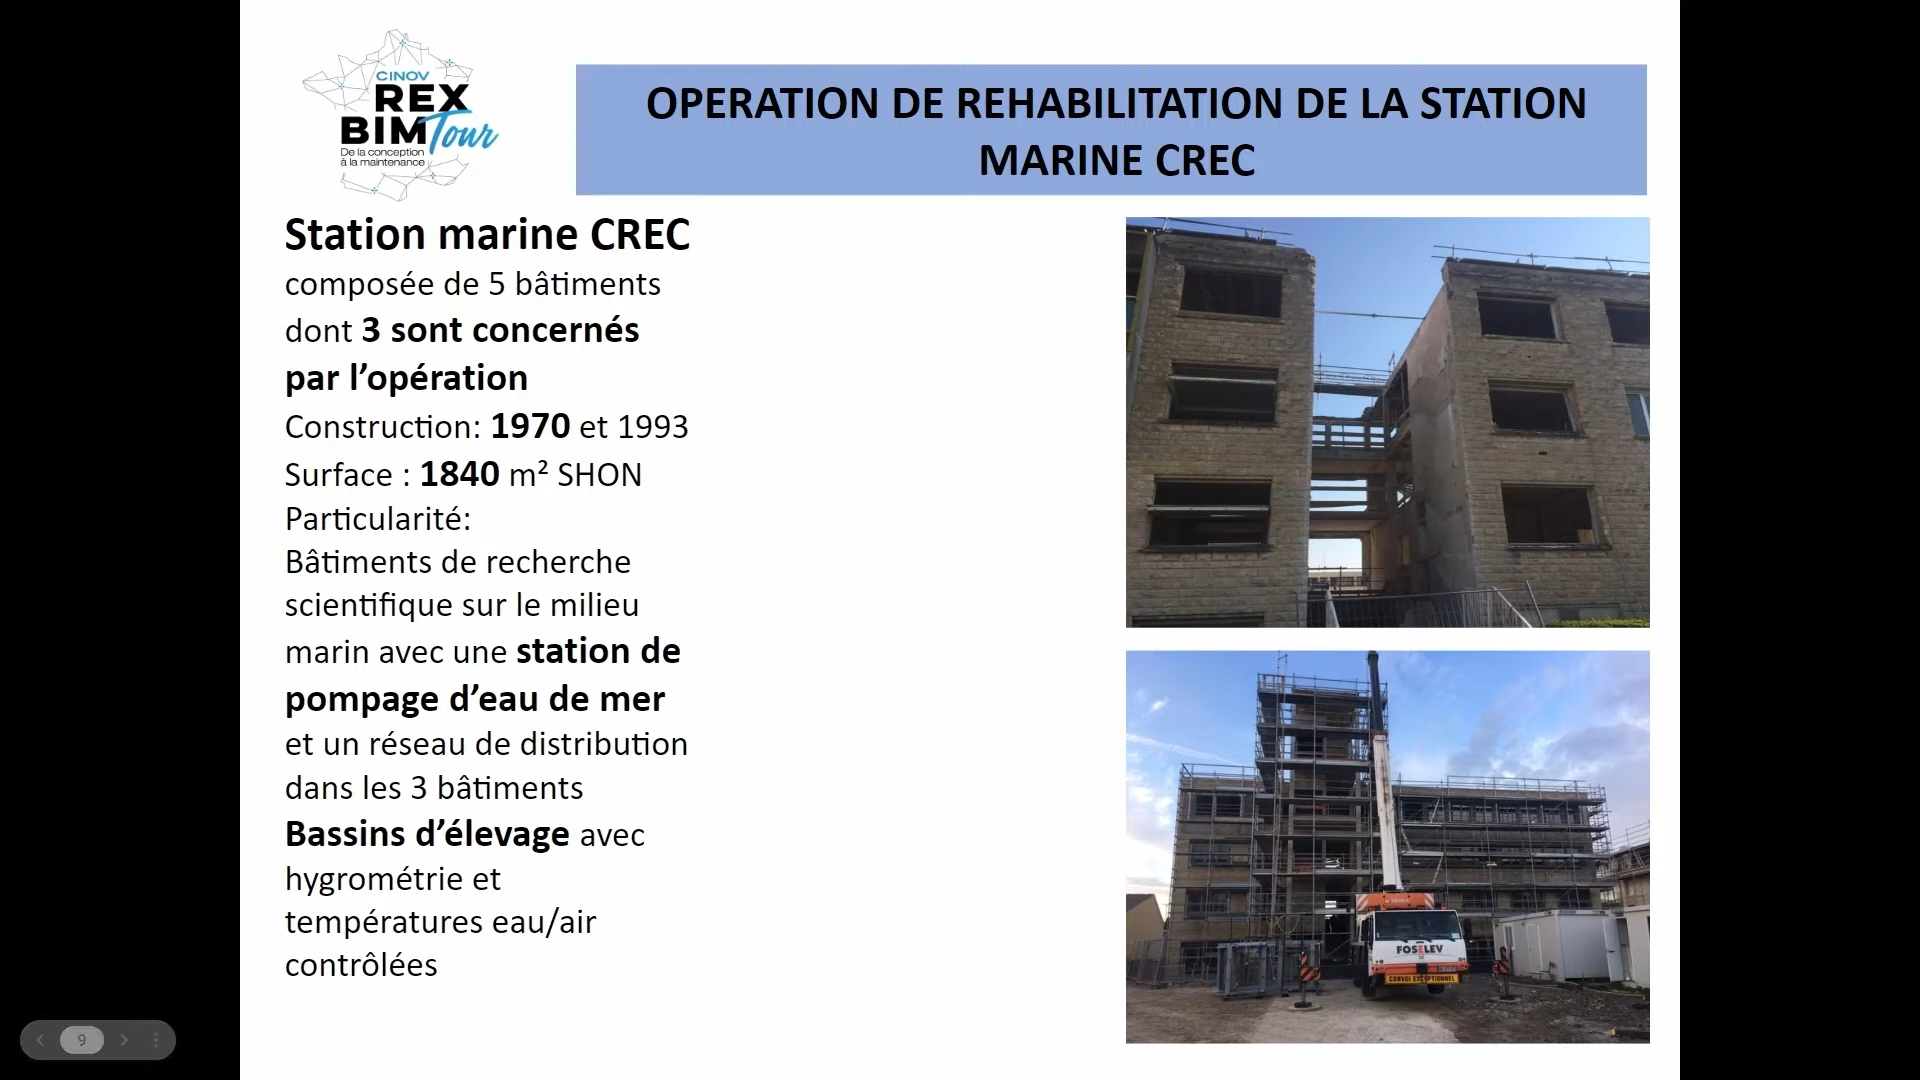 CINOV
REX
BIM Tour
De la conception
à la maintenance
OPERATION DE REHABILITATION DE LA STATION
MARINE CREC
Station marine CREC
composée de 5 bâtiments
dont 3 sont concernés
par l’opération
Construction: 1970 et 1993
Surface : 1840 m² SHON
Particularité:
Bâtiments de recherche
scientifique sur le milieu
marin avec une station de
pompage d’eau de mer
et un réseau de distribution
dans les 3 bâtiments
Bassins d’élevage avec
hygrométrie et
températures eau/air
contrôlées
FOSELEV
CONVOI EXCEPTIONNEL
9